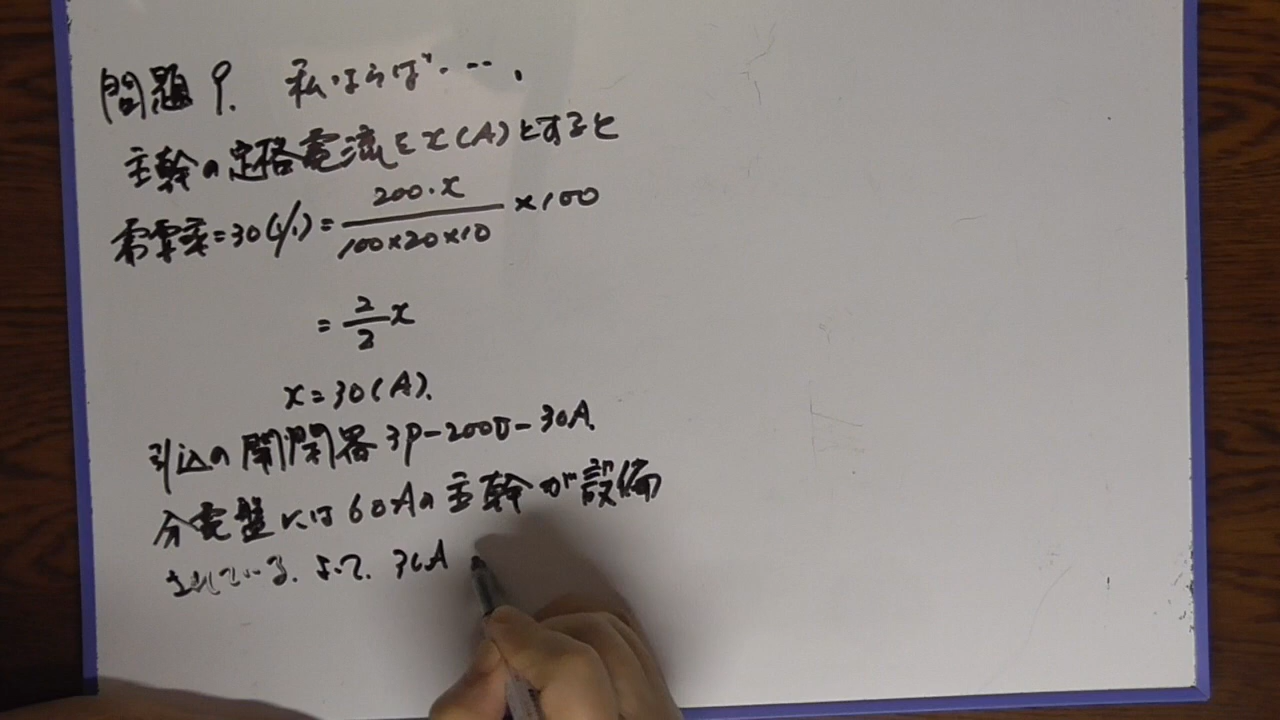 問題9. 私ならば….
主幹の定格電流をx(A)とすると
需要率=30(%)=200・x/100×20×10 ×100
=2/2x
x=30(A).
引込の開閉器3P-200V-30A.
分電盤には60Aの主幹が設備
されている. よって. 30A